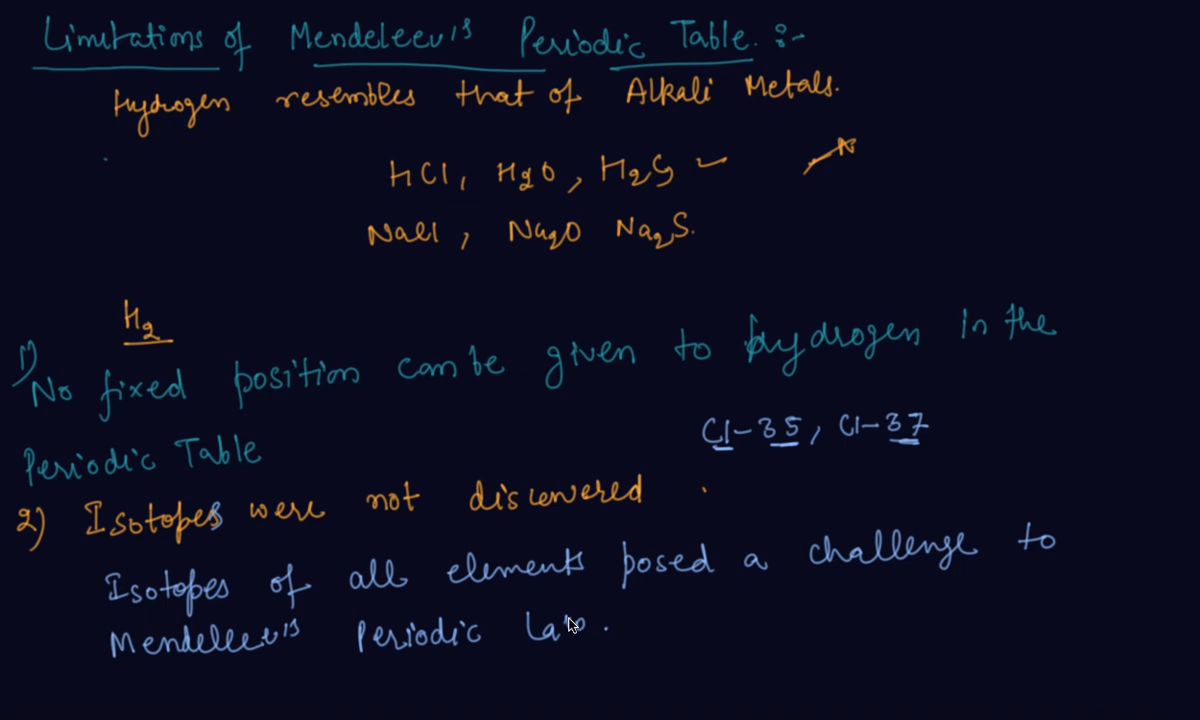 Limitations of Mendeleev's Periodic Table :-
Hydrogen resembles that of Alkali Metals.
HCl, H2O, H2S
NaCl, Na2O Na2S.
H2
1) No fixed position can be given to hydrogen in the
Periodic Table
Cl-35, Cl-37
2) Isotopes were not discovered.
Isotopes of all elements posed a challenge to
Mendeleev's Periodic Law.